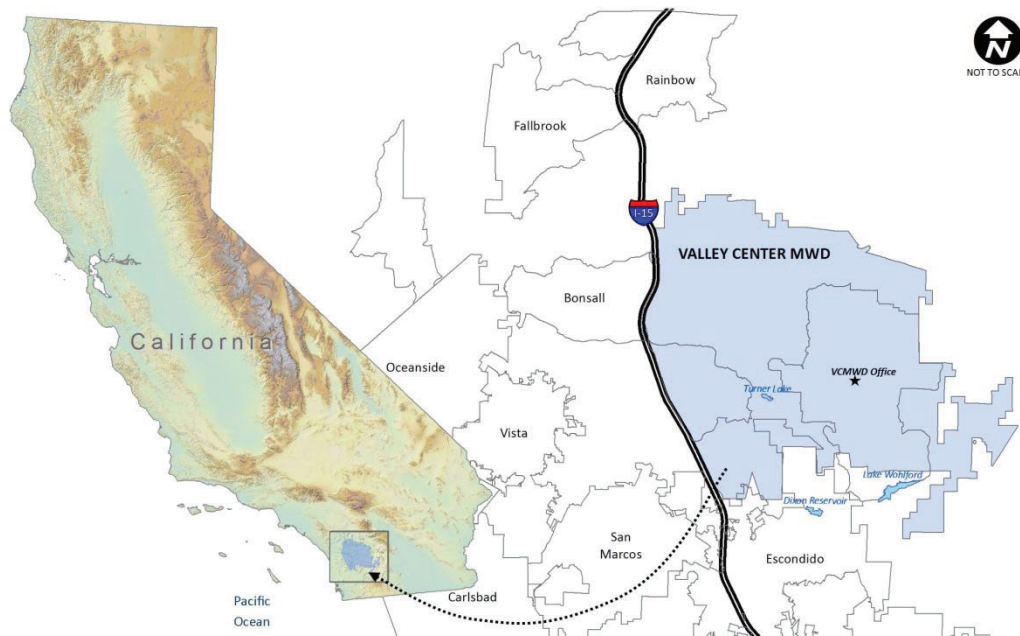 N
NOT TO SCAL
Rainbow
Fallbrook
I-15
VALLEY CENTER MWD
Bonsall
California
Oceanside
VCMWD Office
Turner Lake
Vista
Lake Wohlford
Dixon Reservoir
San
Marcos
Escondido
Carlsbad
Pacific
Ocean